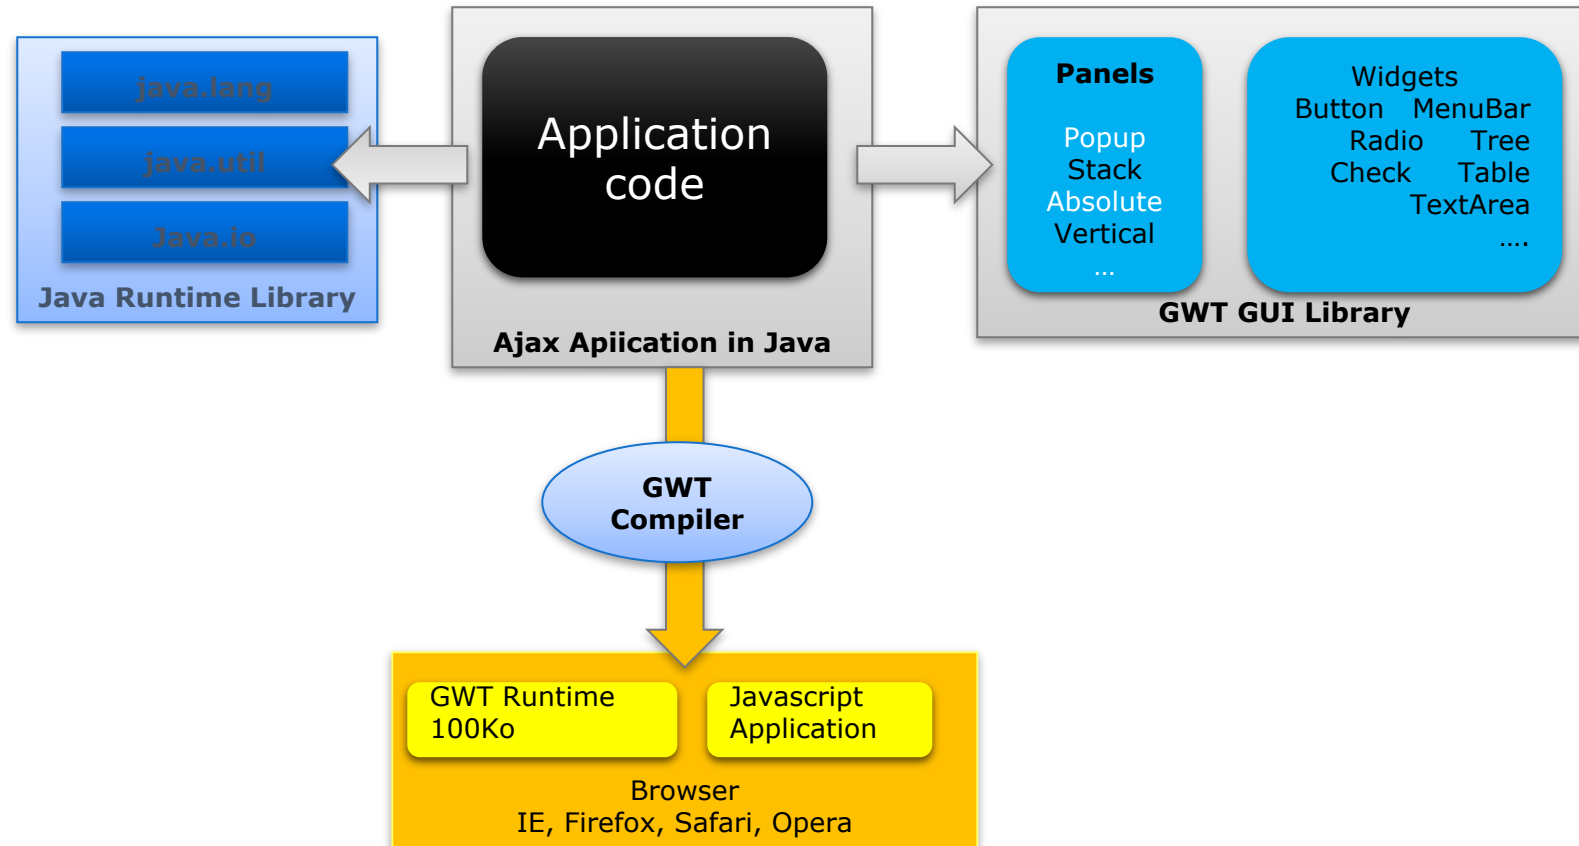 java.lang
java.util
Java.io
Java Runtime Library
Application
code
Ajax Apiication in Java
Panels
Popup
Stack
Absolute
Vertical
...
Widgets
Button MenuBar
Radio Tree
Check Table
TextArea
....
GWT GUI Library
GWT
Compiler
GWT Runtime
100Ko
Javascript
Application
Browser
IE, Firefox, Safari, Opera